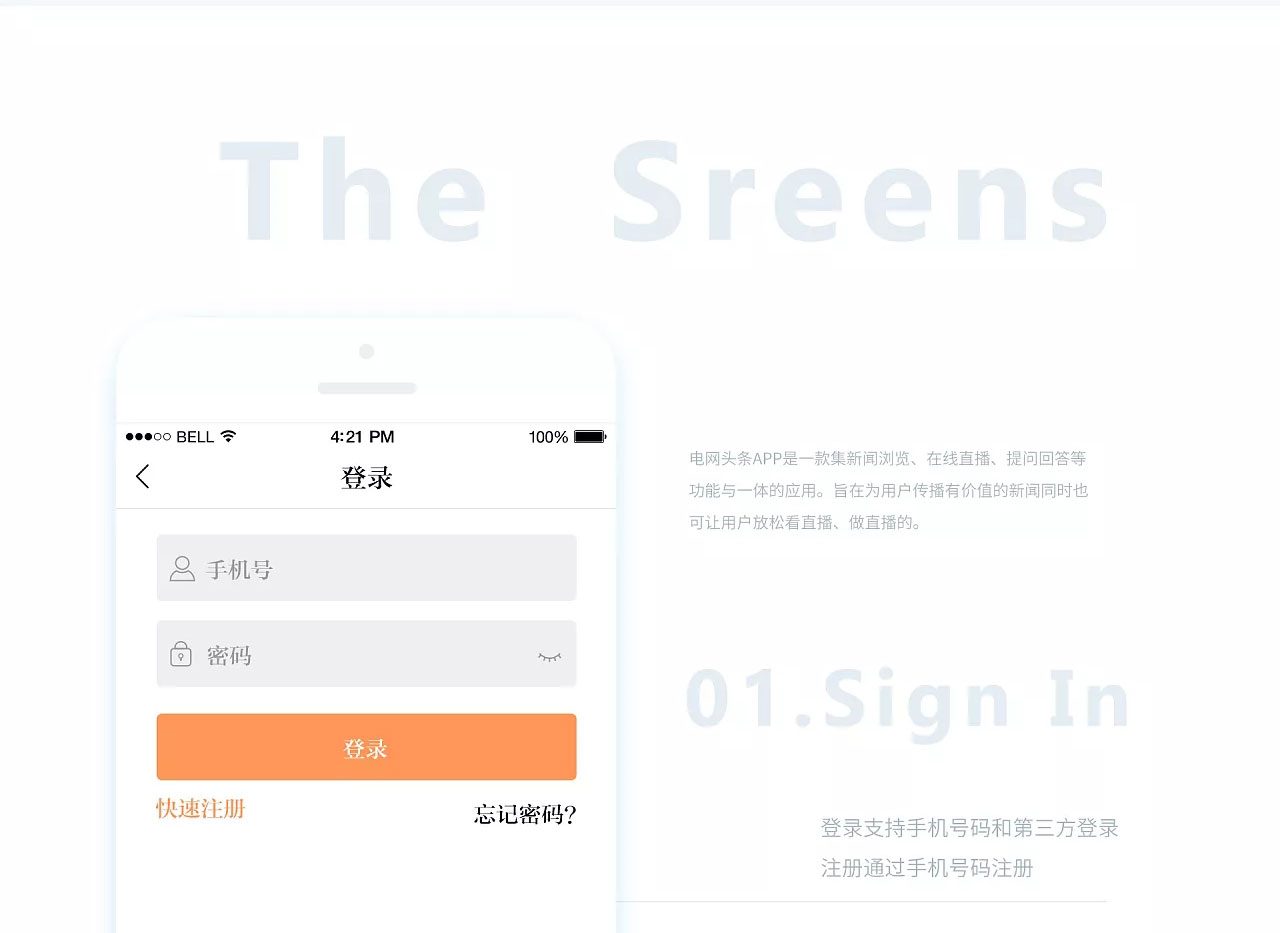 The Sreens
BELL
4:21 PM
100%
登录
电网头条APP是一款集新闻浏览、在线直播、提问回答等
功能与一体的应用。旨在为用户传播有价值的新闻同时也
可让用户放松看直播、做直播的。
手机号
密码
登录
快速注册
忘记密码?
01.Sign In
登录支持手机号码和第三方登录
注册通过手机号码注册